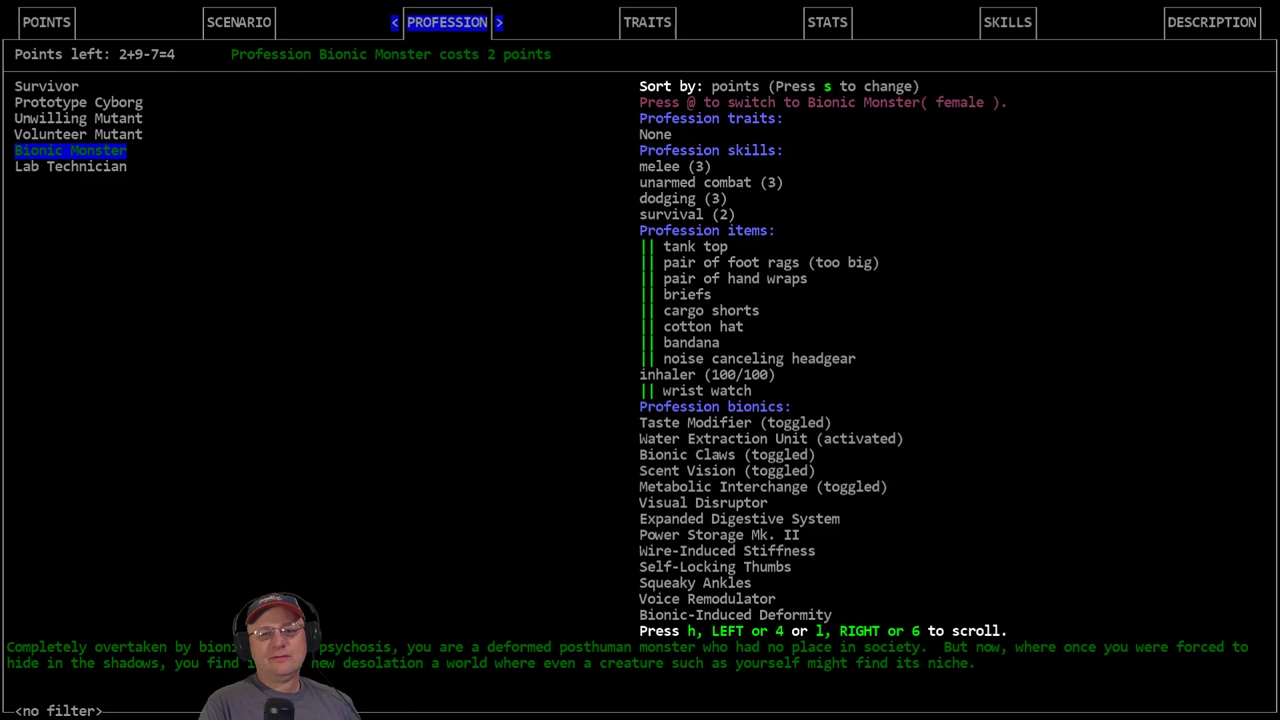 POINTS SCENARIO < PROFESSION > TRAITS STATS SKILLS DESCRIPTION
Points left: 2+9-7=4 Profession Bionic Monster costs 2 points
Survivor
Prototype Cyborg
Unwilling Mutant
Volunteer Mutant
Bionic Monster
Lab Technician
Sort by: points (Press s to change)
Press @ to switch to Bionic Monster( female ).
Profession traits:
None
Profession skills:
melee (3)
unarmed combat (3)
dodging (3)
survival (2)
Profession items:
|| tank top
|| pair of foot rags (too big)
|| pair of hand wraps
|| briefs
|| cargo shorts
|| cotton hat
|| bandana
|| noise canceling headgear
inhaler (100/100)
|| wrist watch
Profession bionics:
Taste Modifier (toggled)
Water Extraction Unit (activated)
Bionic Claws (toggled)
Scent Vision (toggled)
Metabolic Interchange (toggled)
Visual Disruptor
Expanded Digestive System
Power Storage Mk. II
Wire-Induced Stiffness
Self-Locking Thumbs
Squeaky Ankles
Voice Remodulator
Bionic-Induced Deformity
Press h, LEFT or 4 or l, RIGHT or 6 to scroll.
Completely overtaken by psychosis, you are a deformed posthuman monster who had no place in society. But now, where once you were forced to
hide in the shadows, you find new desolation a world where even a creature such as yourself might find its niche.
<no filter>